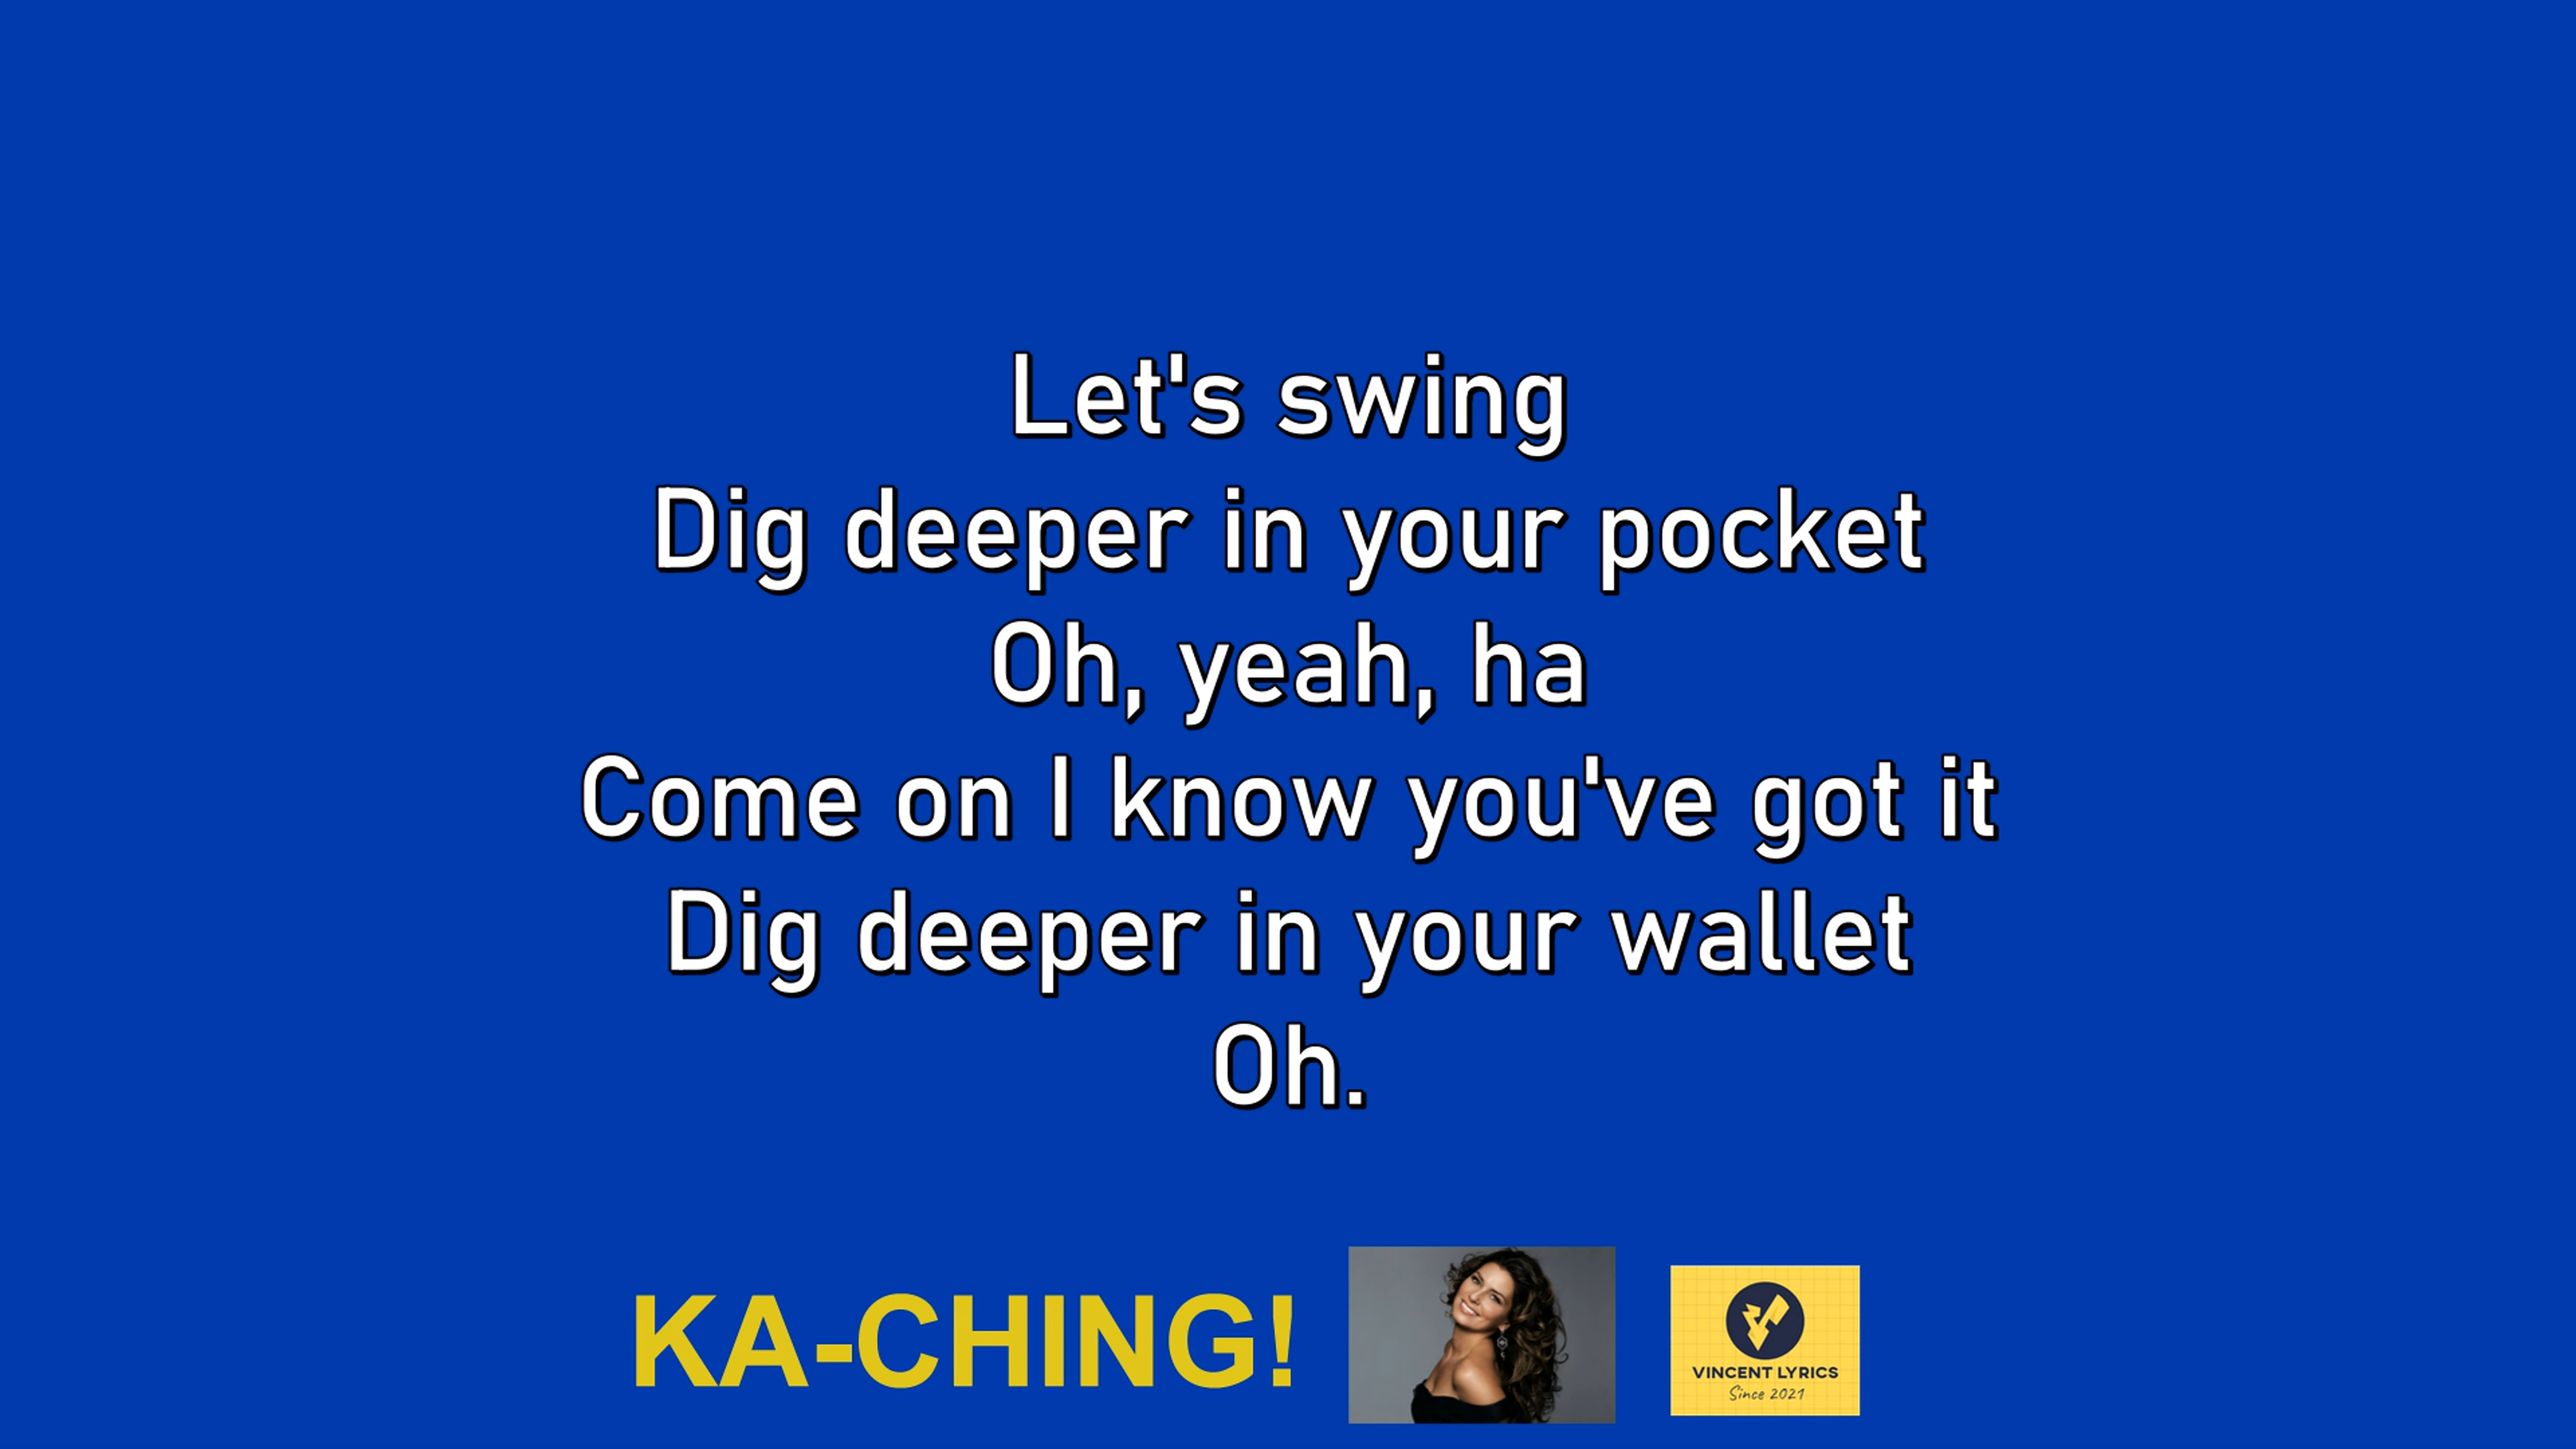 Let's swing
Dig deeper in your pocket
Oh, yeah, ha
Come on I know you've got it
Dig deeper in your wallet
Oh.
KA-CHING!
VINCENT LYRICS
Since 2021